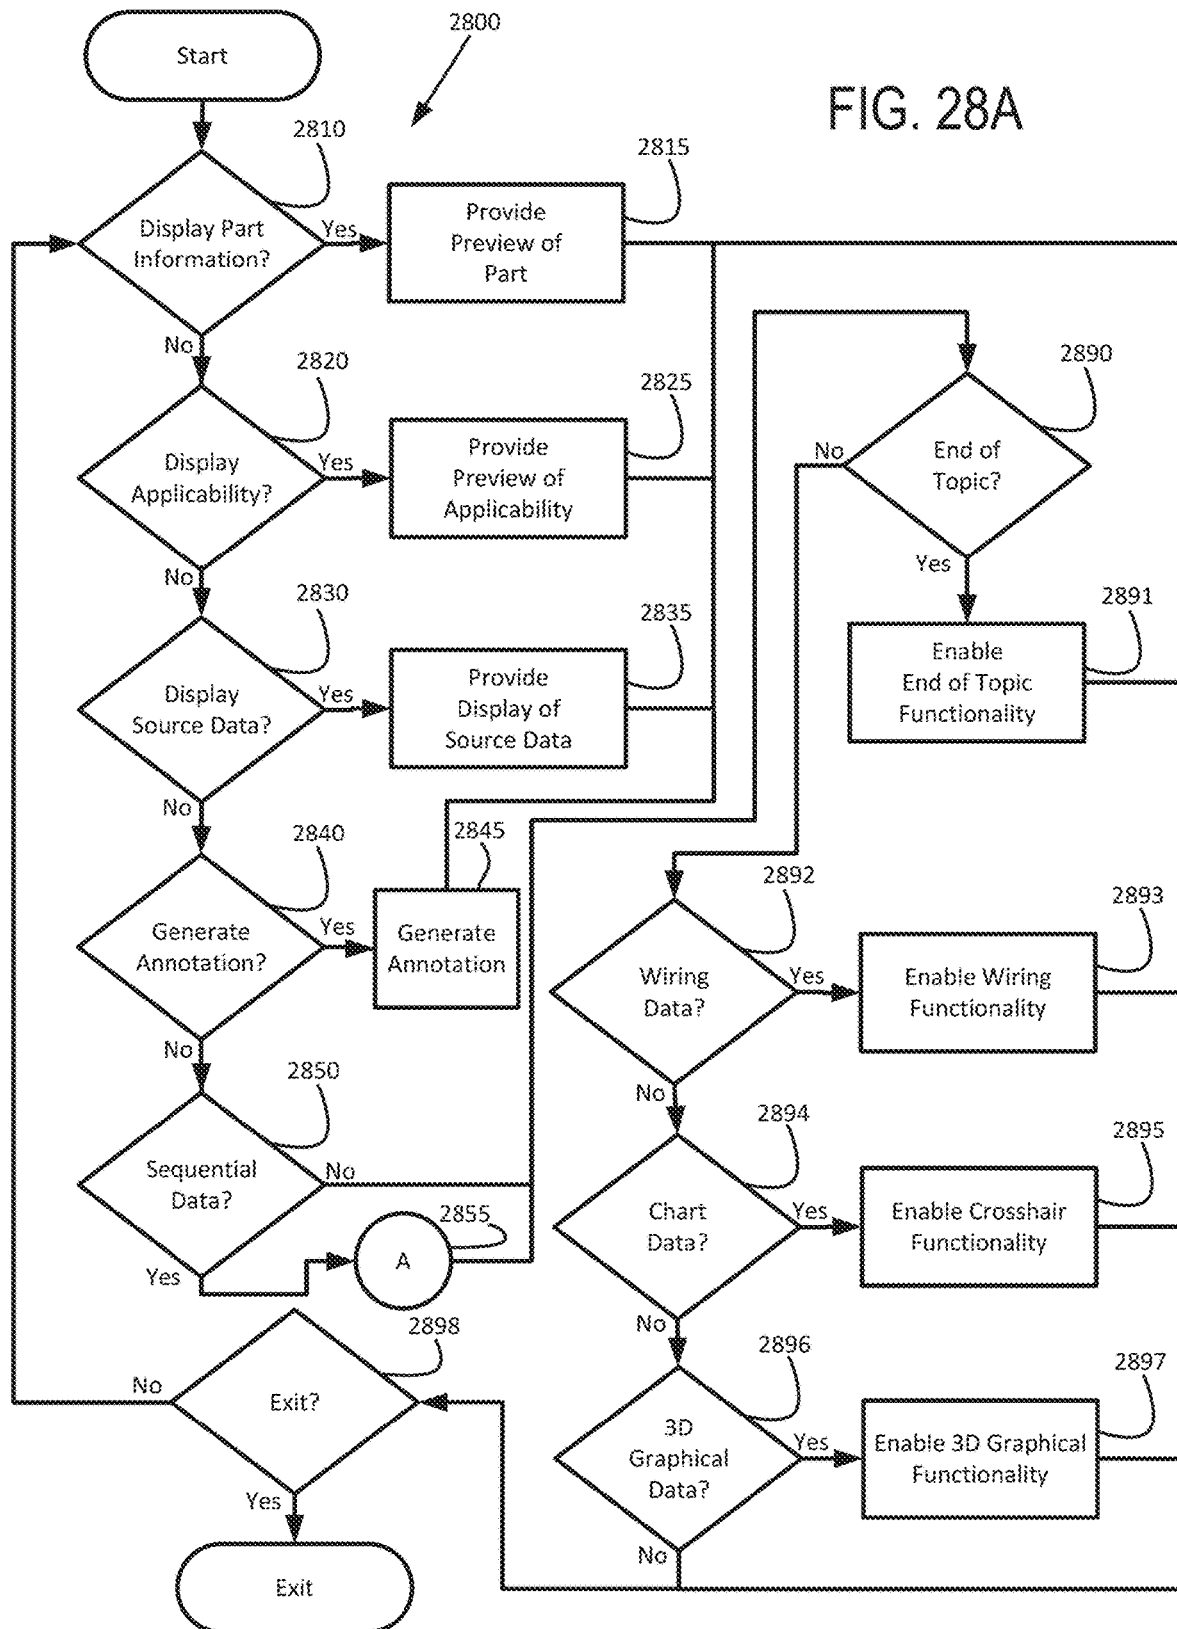 Start
2800
FIG. 28A
2810
Display Part
Information?
Yes
No
2815
Provide
Preview of
Part
2820
Display
Applicability?
Yes
No
2825
Provide
Preview of
Applicability
2830
Display
Source Data?
Yes
No
2835
Provide
Display of
Source Data
2840
Generate
Annotation?
Yes
No
2845
Generate
Annotation
2850
Sequential
Data?
No
Yes
2855
A
2890
End of
Topic?
No
Yes
2891
Enable
End of Topic
Functionality
2892
Wiring
Data?
Yes
No
2893
Enable Wiring
Functionality
2894
Chart
Data?
Yes
No
2895
Enable Crosshair
Functionality
2896
3D
Graphical
Data?
Yes
No
2897
Enable 3D Graphical
Functionality
2898
Exit?
No
Yes
Exit